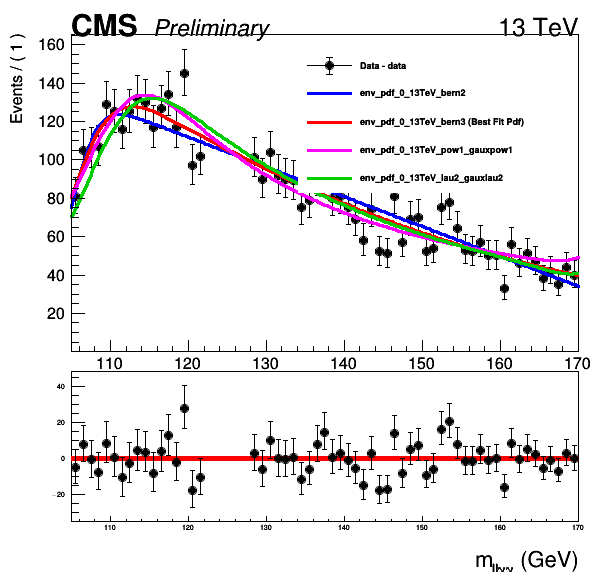 CMS Preliminary 13 TeV
Events / ( 1 )
160
140
120
100
80
60
40
20
Data - data
env_pdf_0_13TeV_bern2
env_pdf_0_13TeV_bern3 (Best Fit Pdf)
env_pdf_0_13TeV_pow1_gauxpow1
env_pdf_0_13TeV_lau2_gauxlau2
110 120 130 140 150 160 170
40
20
0
−20
110 120 130 140 150 160 170
(GeV)